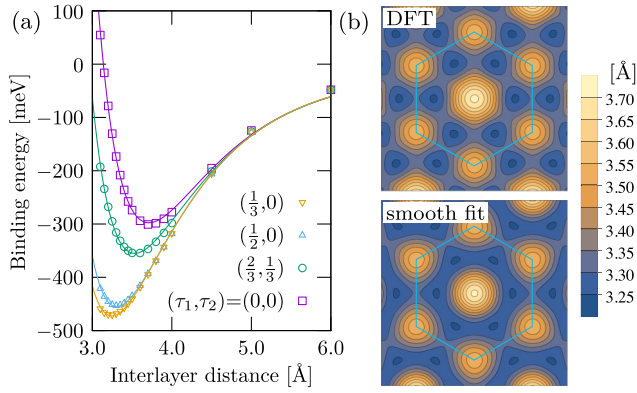 (a)
100
0
−100
−200
−300
−400
−500
Binding energy [meV]
(1/3,0)
(1/2,0)
(2/3,1/3)
(τ₁,τ₂)=(0,0)
3.0 4.0 5.0 6.0
Interlayer distance [Å]
(b)
DFT
smooth fit
[Å]
3.70
3.65
3.60
3.55
3.50
3.45
3.40
3.35
3.30
3.25